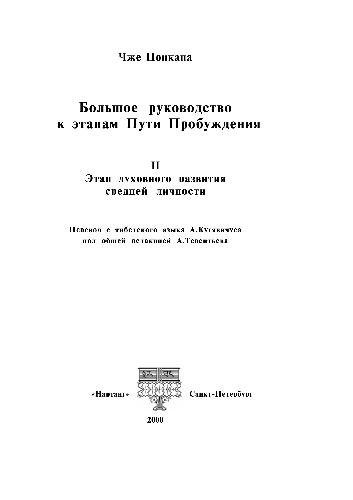 Чже Цонкапа
Большое руководство
к этапам Пути Пробуждения
II
Этап духовного развития
средней личности
Перевод с тибетского языка А.Кугявичуса
под общей редакцией А.Терентьева
«Нартанг» Санкт-Петербург
2000